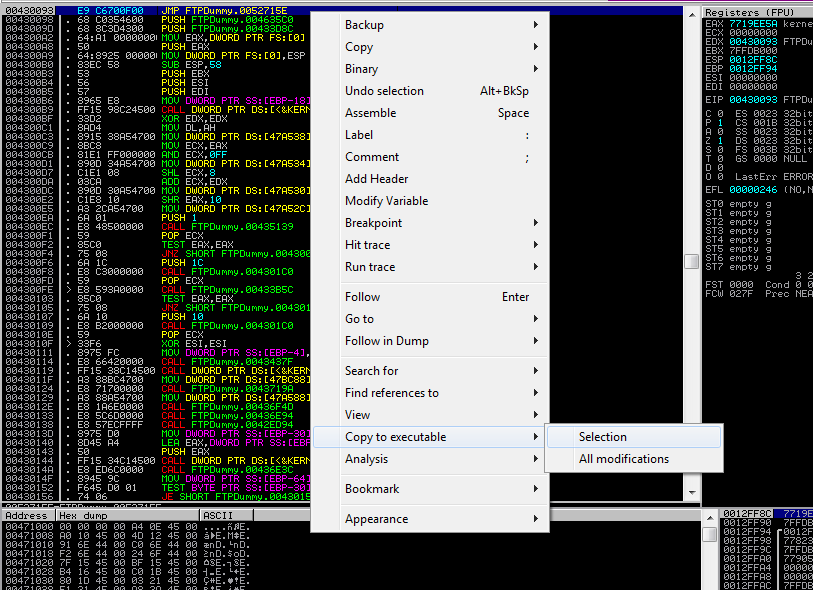 00430093 E9 C6700F00 JMP FTPDummy.0052715E
00430098 68 C0354600 PUSH FTPDummy.004635C0
0043009D 68 8C3D4300 PUSH FTPDummy.00433D8C
004300A2 64:A1 00000000 MOV EAX,DWORD PTR FS:[0]
004300A8 50 PUSH EAX
004300A9 64:8925 00000 MOV DWORD PTR FS:[0],ESP
004300B0 83EC 58 SUB ESP,58
004300B3 53 PUSH EBX
004300B4 56 PUSH ESI
004300B5 57 PUSH EDI
004300B6 8965 E8 MOV DWORD PTR SS:[EBP-18]
004300B9 FF15 98C24500 CALL DWORD PTR DS:[<&KERN
004300BF 33D2 XOR EDX,EDX
004300C1 8AD4 MOV DL,AH
004300C3 8915 38A54700 MOV DWORD PTR DS:[47A538]
004300C9 8BC8 MOV ECX,EAX
004300CB 81E1 FF000000 AND ECX,0FF
004300D1 890D 34A54700 MOV DWORD PTR DS:[47A534]
004300D7 C1E1 08 SHL ECX,8
004300DA 03CA ADD ECX,EDX
004300DC 890D 30A54700 MOV DWORD PTR DS:[47A530]
004300E2 C1E8 10 SHR EAX,10
004300E5 A3 2CA54700 MOV DWORD PTR DS:[47A52C]
004300EA 6A 01 PUSH 1
004300EC E8 48500000 CALL FTPDummy.00435139
004300F1 59 POP ECX
004300F2 85C0 TEST EAX,EAX
004300F4 75 08 JNZ SHORT FTPDummy.004300
004300F6 6A 1C PUSH 1C
004300F8 E8 C3000000 CALL FTPDummy.004301C0
004300FD 59 POP ECX
004300FE E8 593A0000 CALL FTPDummy.00433B5C
00430103 85C0 TEST EAX,EAX
00430105 75 08 JNZ SHORT FTPDummy.004301
00430107 6A 10 PUSH 10
00430109 E8 B2000000 CALL FTPDummy.004301C0
0043010E 59 POP ECX
0043010F 33F6 XOR ESI,ESI
00430111 8975 FC MOV DWORD PTR SS:[EBP-4],
00430114 E8 66420000 CALL FTPDummy.0043437F
00430119 FF15 38C14500 CALL DWORD PTR DS:[<&KERN
0043011F A3 88BC4700 MOV DWORD PTR DS:[47BC88]
00430124 E8 71700000 CALL FTPDummy.0043719A
00430129 A3 88A54700 MOV DWORD PTR DS:[47A588]
0043012E E8 1A6E0000 CALL FTPDummy.00436F4D
00430133 E8 5C6D0000 CALL FTPDummy.00436E94
00430138 E8 57ECFFFF CALL FTPDummy.0042ED94
0043013D 8975 D0 MOV DWORD PTR SS:[EBP-30]
00430140 8D45 A4 LEA EAX,DWORD PTR SS:[EBP
00430143 50 PUSH EAX
00430144 FF15 34C14500 CALL DWORD PTR DS:[<&KERN
0043014A E8 ED6C0000 CALL FTPDummy.00436E3C
0043014F 8945 9C MOV DWORD PTR SS:[EBP-64]
00430152 F645 D0 01 TEST BYTE PTR SS:[EBP-30]
00430156 74 06 JE SHORT FTPDummy.0043015
Backup
Copy
Binary
Undo selection Alt+BkSp
Assemble Space
Label :
Comment ;
Add Header
Modify Variable
Breakpoint
Hit trace
Run trace
Follow Enter
Go to
Follow in Dump
Search for
Find references to
View
Copy to executable
Analysis
Bookmark
Appearance
Selection
All modifications
Registers (FPU)
EAX 7719EE5A kerne
ECX 00000000
EDX 00430093 FTPDu
EBX 7FFDB000
ESP 0012FF8C
EBP 0012FF94
ESI 00000000
EDI 00000000
EIP 00430093 FTPDu
C 0 ES 0023 32bit
P 1 CS 001B 32bit
A 0 SS 0023 32bit
Z 1 DS 0023 32bit
S 0 FS 003B 32bit
T 0 GS 0000 NULL
D 0
O 0 LastErr ERROR
EFL 00000246 (NO,N
ST0 empty g
ST1 empty g
ST2 empty g
ST3 empty g
ST4 empty g
ST5 empty g
ST6 empty g
ST7 empty g
3 2
FST 0000 Cond 0 0
FCW 027F Prec NEA
Address Hex dump ASCII
00471000 00 00 00 00 A4 0E 45 00
00471008 A0 10 45 00 4D 12 45 00
00471010 91 6E 44 00 C0 6E 44 00
00471018 F2 6E 44 00 24 6F 44 00
00471020 7F 15 45 00 BF 15 45 00
00471028 B4 16 45 00 C0 1B 45 00
00471030 80 1D 45 00 03 21 45 00
0012FF8C 7719E
0012FF90 7FFDB
0012FF94
0012FF98 77823
0012FF9C 7FFDB
0012FFA0 77905
0012FFA4 00000
0012FFA8 00000
0012FFAC 7FFDB